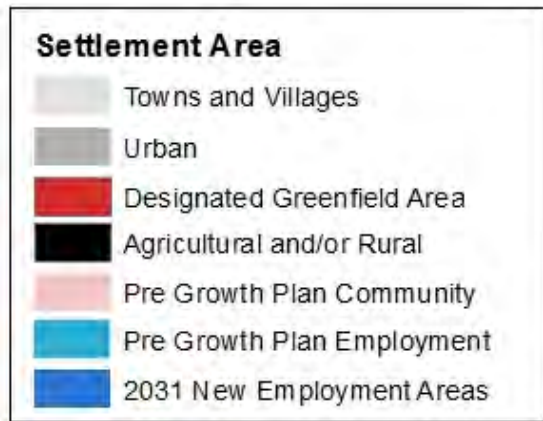 Settlement Area
Towns and Villages
Urban
Designated Greenfield Area
Agricultural and/or Rural
Pre Growth Plan Community
Pre Growth Plan Employment
2031 New Employment Areas